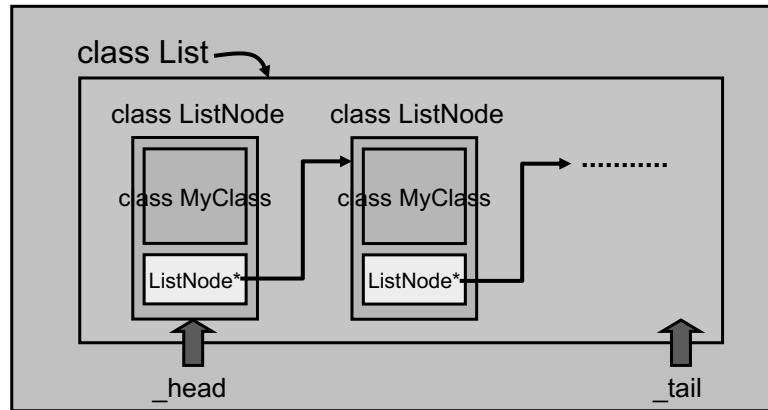 class List
class ListNode class ListNode
class MyClass class MyClass
...........
ListNode* ListNode*
_head _tail